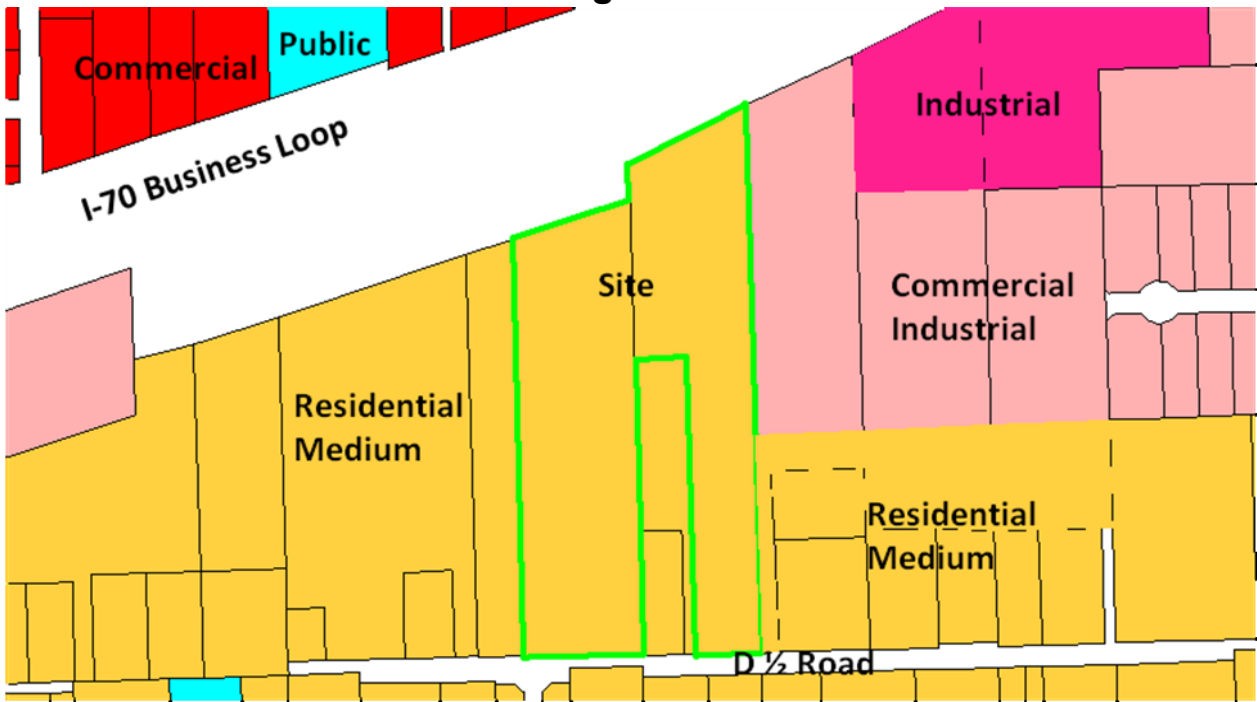 Public
Commercial
Industrial
I-70 Business Loop
Site
Commercial
Industrial
Residential
Medium
Residential
Medium
D ½ Road